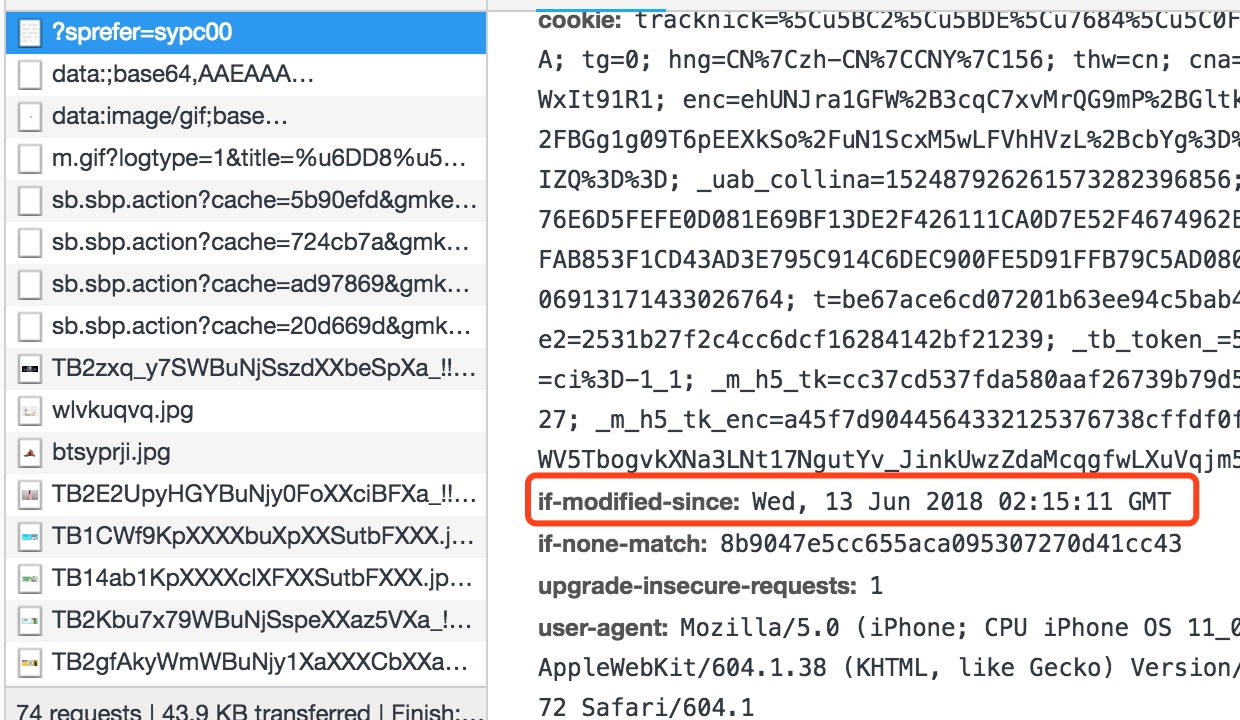 ?sprefer=sypc00
data:;base64,AAEAAA…
data:image/gif;base…
m.gif?logtype=1&title=%u6DD8%u5…
sb.sbp.action?cache=5b90efd&gmke…
sb.sbp.action?cache=724cb7a&gmk…
sb.sbp.action?cache=ad97869&gmk…
sb.sbp.action?cache=20d669d&gmk…
TB2zxq_y7SWBuNjSszdXXbeSpXa_!!…
wlvkuqvq.jpg
btsyprji.jpg
TB2E2UpyHGYBuNjy0FoXXciBFXa_!!…
TB1CWf9KpXXXXbuXpXXSutbFXXX.j…
TB14ab1KpXXXXclXFXXSutbFXXX.jp…
TB2Kbu7x79WBuNjSspeXXaz5VXa_!…
TB2gfAkyWmWBuNjy1XaXXXCbXXa…
74 requests | 43.9 KB transferred | Finish:…
cookie: tracknick=%5Cu5BC2%5Cu5BDE%5Cu7684%5Cu5C0F
A; tg=0; hng=CN%7Czh-CN%7CCNY%7C156; thw=cn; cna=
WxIt91R1; enc=ehUNJra1GFW%2B3cqC7xvMrQG9mP%2BGltk
2FBGg1g09T6pEEXkSo%2FuN1ScxM5wLFVhHVzL%2BcbYg%3D%
IZQ%3D%3D; _uab_collina=152487926261573282396856;
76E6D5FEFE0D081E69BF13DE2F426111CA0D7E52F4674962E
FAB853F1CD43AD3E795C914C6DEC900FE5D91FFB79C5AD080
06913171433026764; t=be67ace6cd07201b63ee94c5bab4
e2=2531b27f2c4cc6dcf16284142bf21239; _tb_token_=5
=ci%3D-1_1; _m_h5_tk=cc37cd537fda580aaf26739b79d5
27; _m_h5_tk_enc=a45f7d9044564332125376738cffdf0f
WV5TbogvkXNa3LNt17NgutYv_JinkUwzZdaMcqgfwLXuVqjm5
if-modified-since: Wed, 13 Jun 2018 02:15:11 GMT
if-none-match: 8b9047e5cc655aca095307270d41cc43
upgrade-insecure-requests: 1
user-agent: Mozilla/5.0 (iPhone; CPU iPhone OS 11_0
AppleWebKit/604.1.38 (KHTML, like Gecko) Version/
72 Safari/604.1